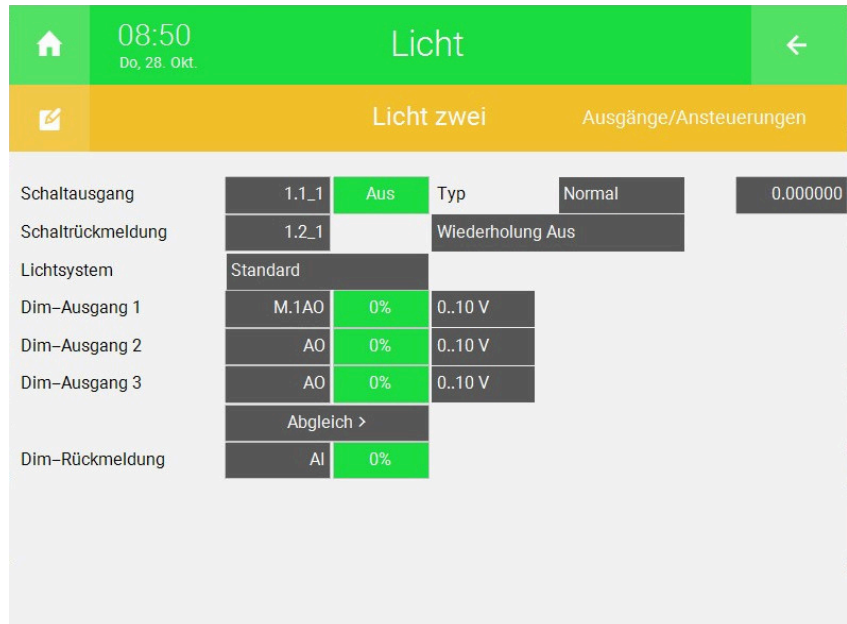 08:50
Do, 28. Okt.
Licht
Licht zwei
Ausgänge/Ansteuerungen
Schaltausgang 1.1_1 Aus Typ Normal 0.000000
Schaltrückmeldung 1.2_1 Wiederholung Aus
Lichtsystem Standard
Dim-Ausgang 1 M.1AO 0% 0..10 V
Dim-Ausgang 2 AO 0% 0..10 V
Dim-Ausgang 3 AO 0% 0..10 V
Abgleich >
Dim-Rückmeldung AI 0%